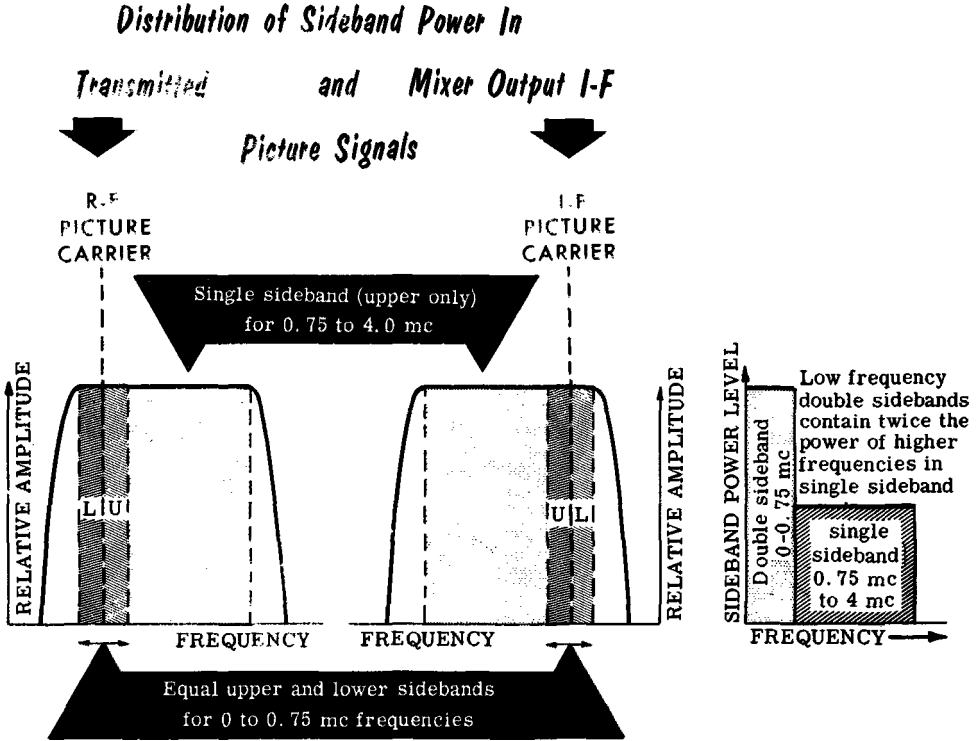 Distribution of Sideband Power In
Transmitted and Mixer Output I-F
Picture Signals
R-F
PICTURE
CARRIER
I-F
PICTURE
CARRIER
Single sideband (upper only)
for 0.75 to 4.0 mc
RELATIVE AMPLITUDE
L U
FREQUENCY
U L
FREQUENCY
RELATIVE AMPLITUDE
Equal upper and lower sidebands
for 0 to 0.75 mc frequencies
SIDEBAND POWER LEVEL
Low frequency
double sidebands
contain twice the
power of higher
frequencies in
single sideband
Double sideband
0-0.75 mc
single
sideband
0.75 mc
to 4 mc
FREQUENCY